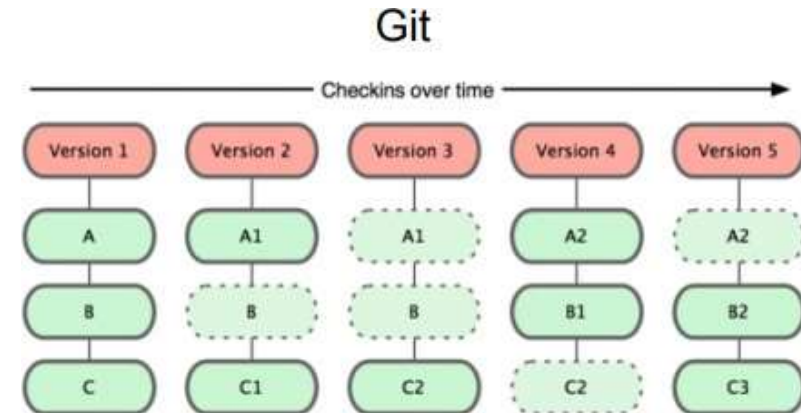 Git
Checkins over time
Version 1 Version 2 Version 3 Version 4 Version 5
A A1 A1 A2 A2
B B B B1 B2
C C1 C2 C2 C3